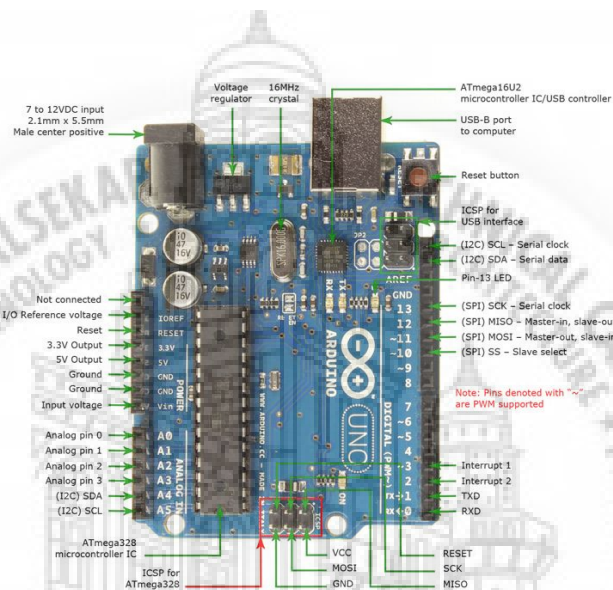 Voltage
regulator
16MHz
crystal
ATmega16U2
microcontroller IC/USB controller
7 to 12VDC input
2.1mm x 5.5mm
Male center positive
USB-B port
to computer
Reset button
ICSP for
USB interface
(I2C) SCL – Serial clock
(I2C) SDA – Serial data
Pin-13 LED
(SPI) SCK – Serial clock
(SPI) MISO – Master-in, slave-ou
(SPI) MOSI – Master-out, slave-in
(SPI) SS – Slave select
Note: Pins denoted with "~"
are PWM supported
Interrupt 1
Interrupt 2
TXD
RXD
Not connected
I/O Reference voltage
Reset
3.3V Output
5V Output
Ground
Ground
Input voltage
Analog pin 0
Analog pin 1
Analog pin 2
Analog pin 3
(I2C) SDA
(I2C) SCL
ATmega328
microcontroller IC
ICSP for
ATmega328
VCC
MOSI
GND
RESET
SCK
MISO
10
47
16V
10
47
16V
IOREF
RESET
3.3V
5V
Vin
POWER
A0
A1
A2
A3
A4
A5
ANALOG IN
RX
TX
ARDUINO
UNO
ON
ICSP
AREF
GND
13
12
~11
~10
~9
8
7
~6
~5
4
~3
2
TX→1
RX←0
DIGITAL (PWM~)